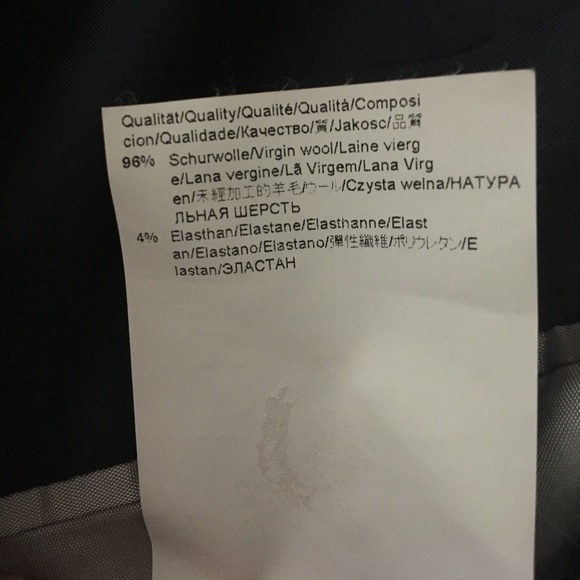 Qualität/Quality/Qualité/Qualità/Composi
cion/Qualidade/Качество/質/Jakosc/品質
96% Schurwolle/Virgin wool/Laine vierg
e/Lana vergine/Lã Virgem/Lana Virg
en/未經加工的羊毛/ウール/Czysta welna/НАТУРА
ЛЬНАЯ ШЕРСТЬ
4% Elasthan/Elastane/Elasthanne/Elast
an/Elastano/Elastano/彈性纖維/ポリウレタン/E
lastan/ЭЛАСТАН